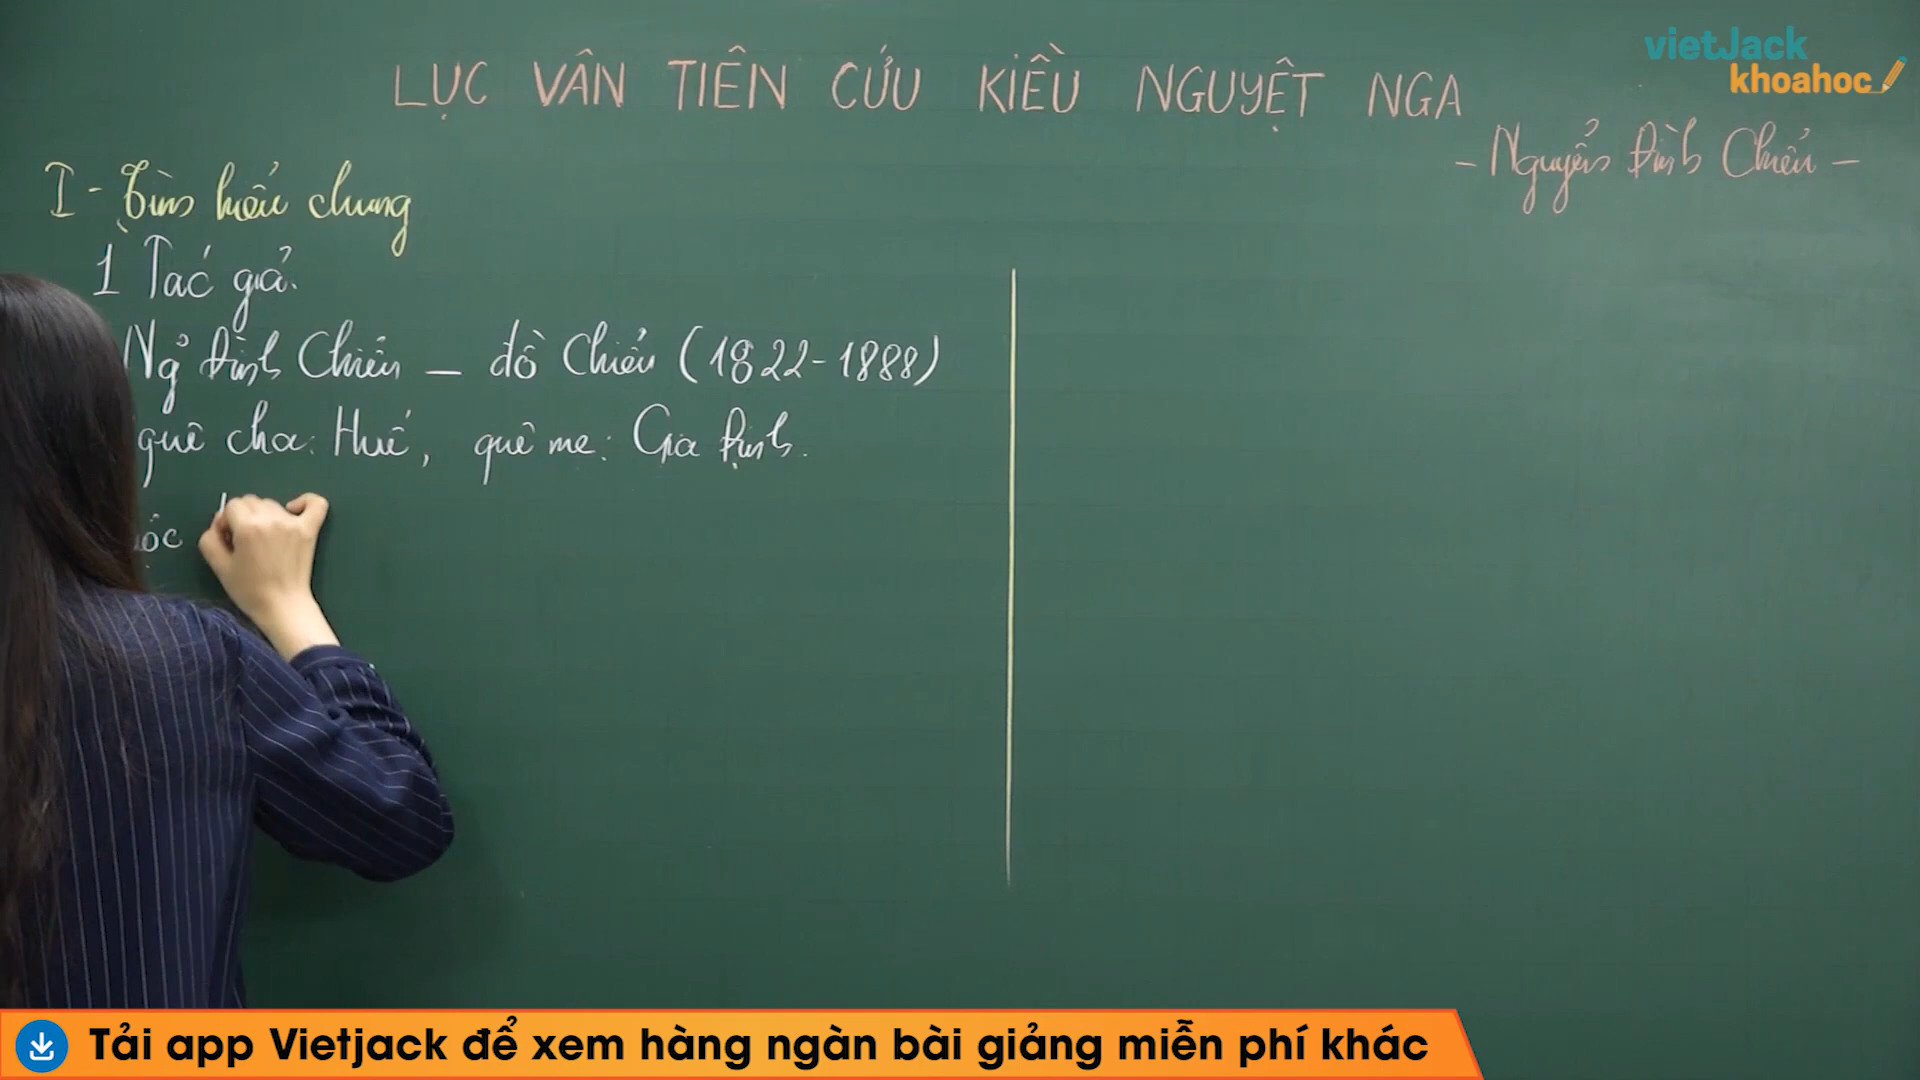 vietJack
khoahoc
LỤC VÂN TIÊN CỨU KIỀU NGUYỆT NGA
- Nguyễn Đình Chiểu -
I - Tìm hiểu chung
1 Tác giả.
Ng̉ Đình Chiểu - đồ Chiểu (1822-1888)
quê cha: Huế, quê mẹ: Gia Định.
Tải app Vietjack để xem hàng ngàn bài giảng miễn phí khác